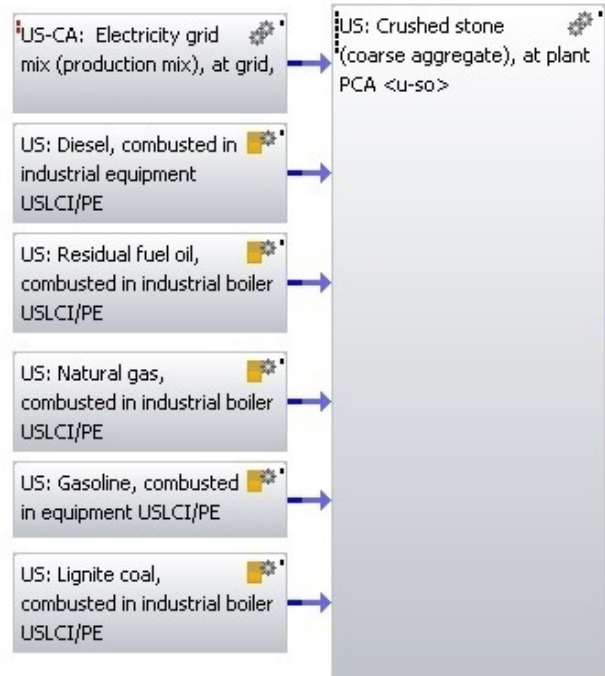 US-CA: Electricity grid
mix (production mix), at grid,
US: Diesel, combusted in
industrial equipment
USLCI/PE
US: Residual fuel oil,
combusted in industrial boiler
USLCI/PE
US: Natural gas,
combusted in industrial boiler
USLCI/PE
US: Gasoline, combusted
in equipment USLCI/PE
US: Lignite coal,
combusted in industrial boiler
USLCI/PE
US: Crushed stone
(coarse aggregate), at plant
PCA <u-so>